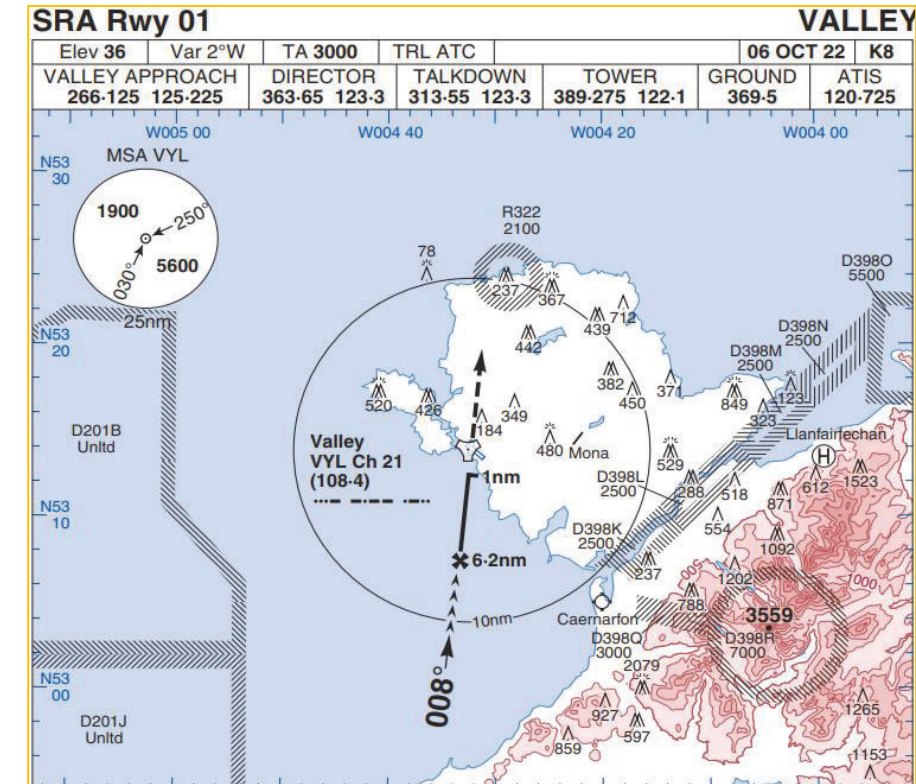 SRA Rwy 01
VALLEY
Elev 36
Var 2°W
TA 3000
TRL ATC
06 OCT 22
K8
VALLEY APPROACH
266·125 125·225
DIRECTOR
363·65 123·3
TALKDOWN
313·55 123·3
TOWER
389·275 122·1
GROUND
369·5
ATIS
120·725
W005 00
W004 40
W004 20
W004 00
N53
30
MSA VYL
1900
250°
5600
030°
25nm
R322
2100
78
237
367
D398O
5500
712
439
N53
20
D398N
2500
442
D398M
2500
382
371
123
520
426
450
849
349
323
184
D201B
Unltd
Valley
VYL Ch 21
(108·4)
480
Mona
Llanfairfechan
H
529
1nm
D398L
2500
288
518
612
1523
871
N53
10
554
D398K
2500
1092
6·2nm
237
500
1202
1000
788
3559
10nm
Caernarfon
D398Q
3000
D398R
7000
2079
N53
00
008°
1265
927
D201J
Unltd
597
859
1153